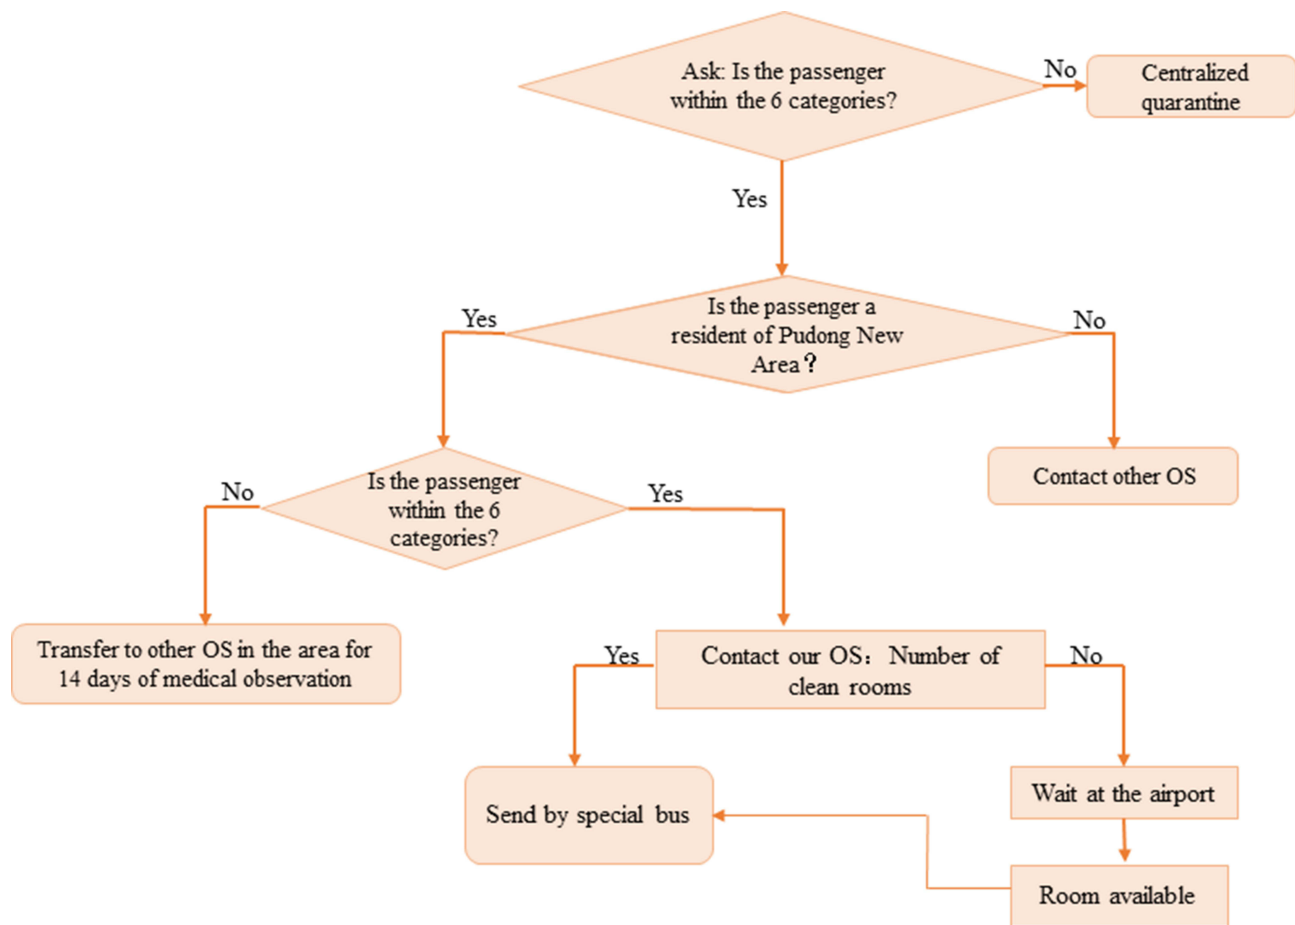 Ask: Is the passenger
within the 6 categories?
No
Centralized
quarantine
Yes
Is the passenger a
resident of Pudong New
Area?
Yes
No
Contact other OS
Is the passenger
within the 6
categories?
No
Yes
Transfer to other OS in the area for
14 days of medical observation
Contact our OS: Number of
clean rooms
Yes
No
Send by special bus
Wait at the airport
Room available